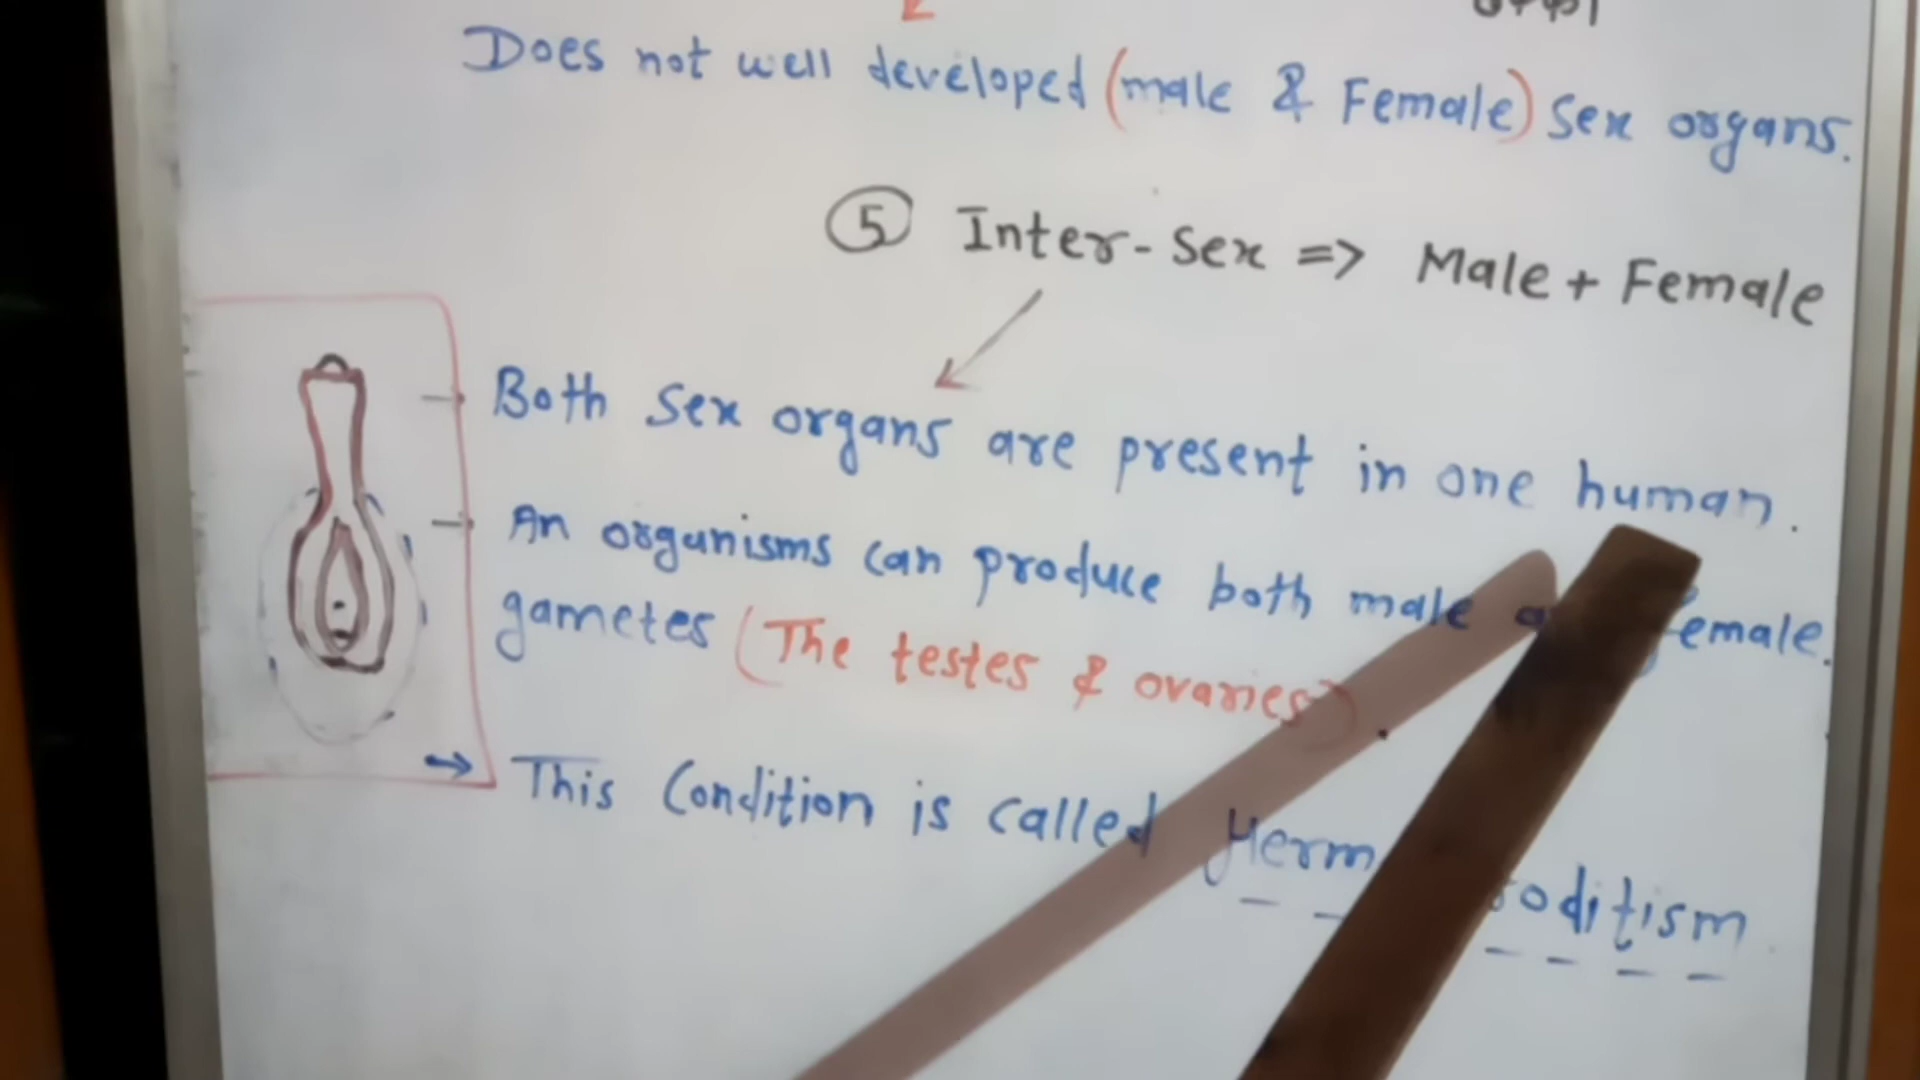 Does not well developed (male & Female) Sex organs.
⑤ Inter-Sex => Male + Female
Both Sex organs are present in one human.
An organisms can produce both male female.
gametes (The testes & ovaries).
→ This Condition is called